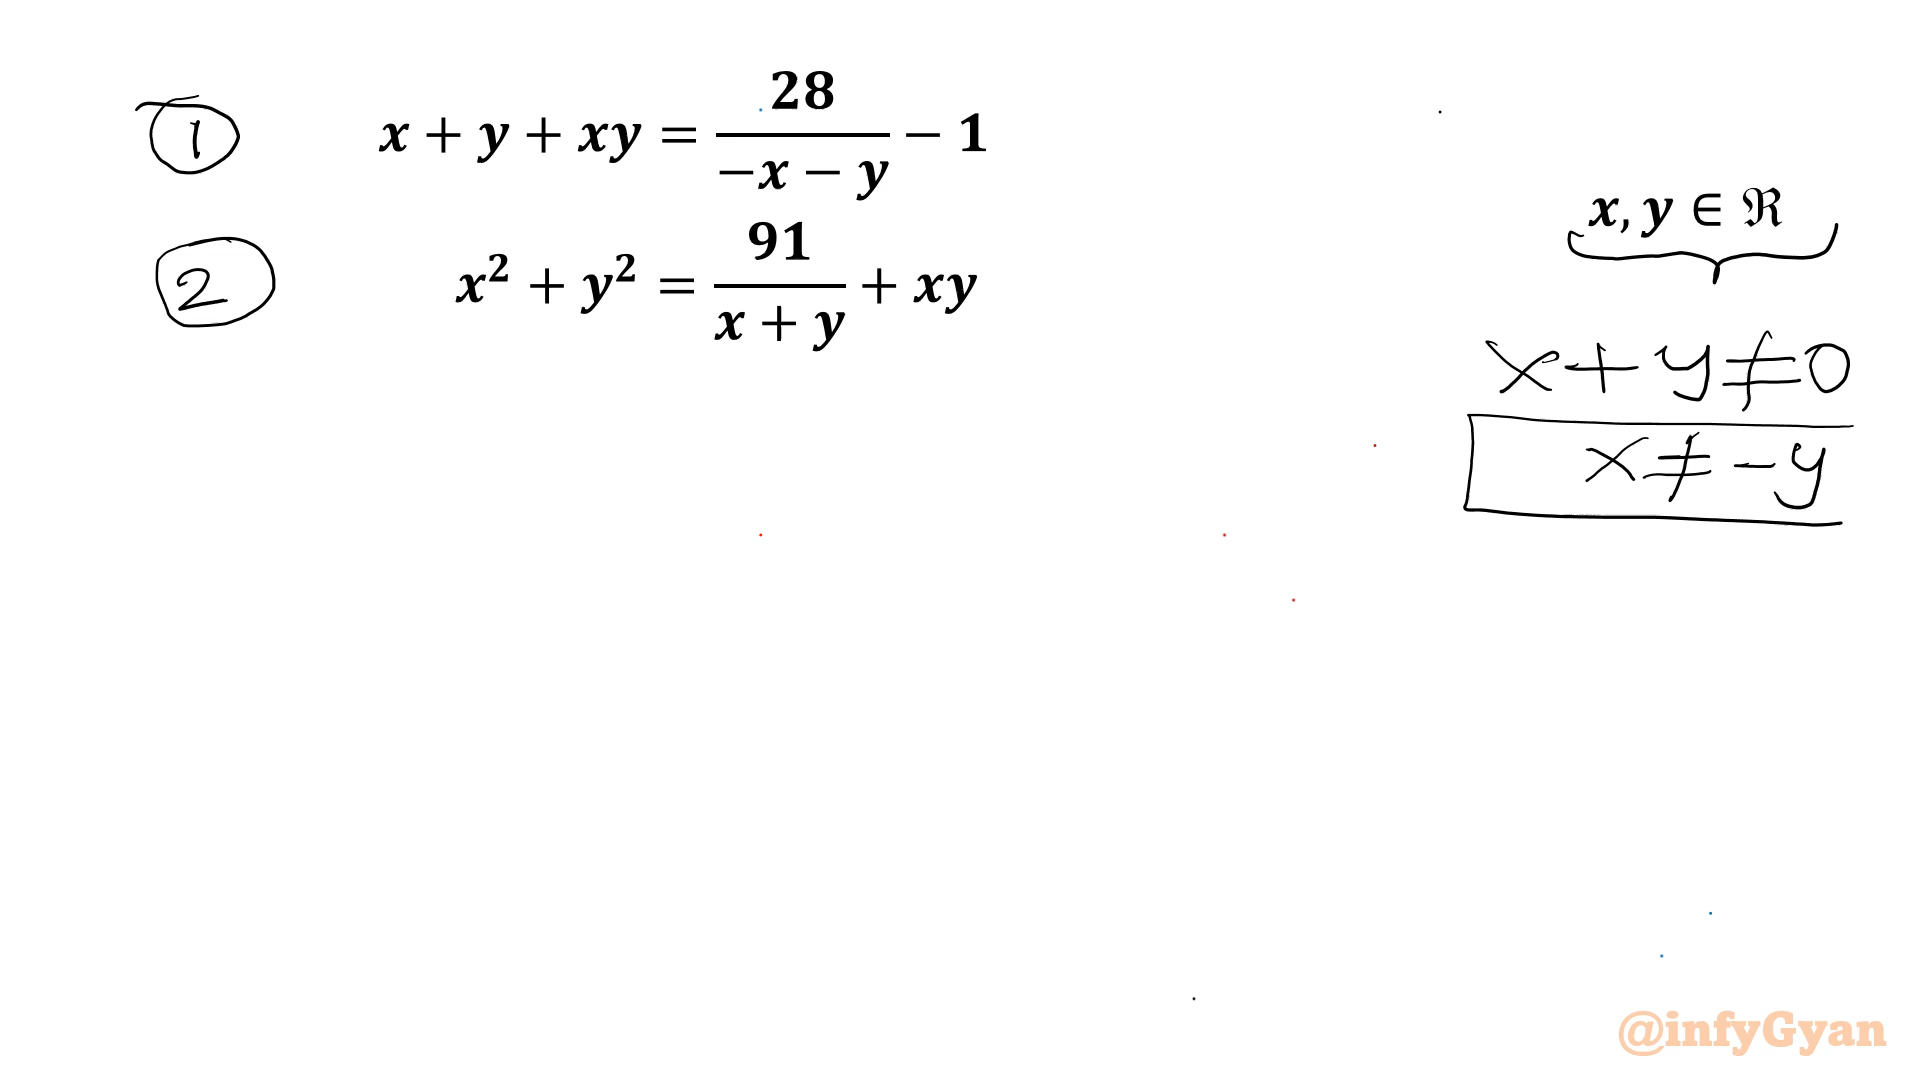 ① x + y + xy = 28/(−x − y) − 1
② x² + y² = 91/(x + y) + xy
x, y ∈ ℜ
x + y ≠ 0
x ≠ − y
@infyGyan